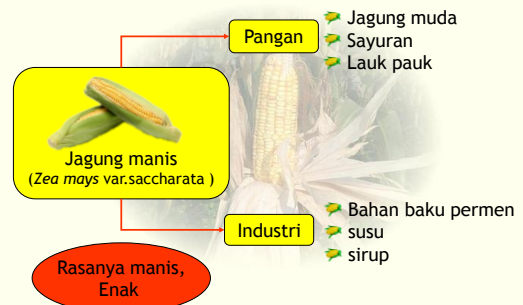 Pangan
Jagung muda
Sayuran
Lauk pauk
Jagung manis
(Zea mays var.saccharata )
Industri
Bahan baku permen
susu
sirup
Rasanya manis,
Enak